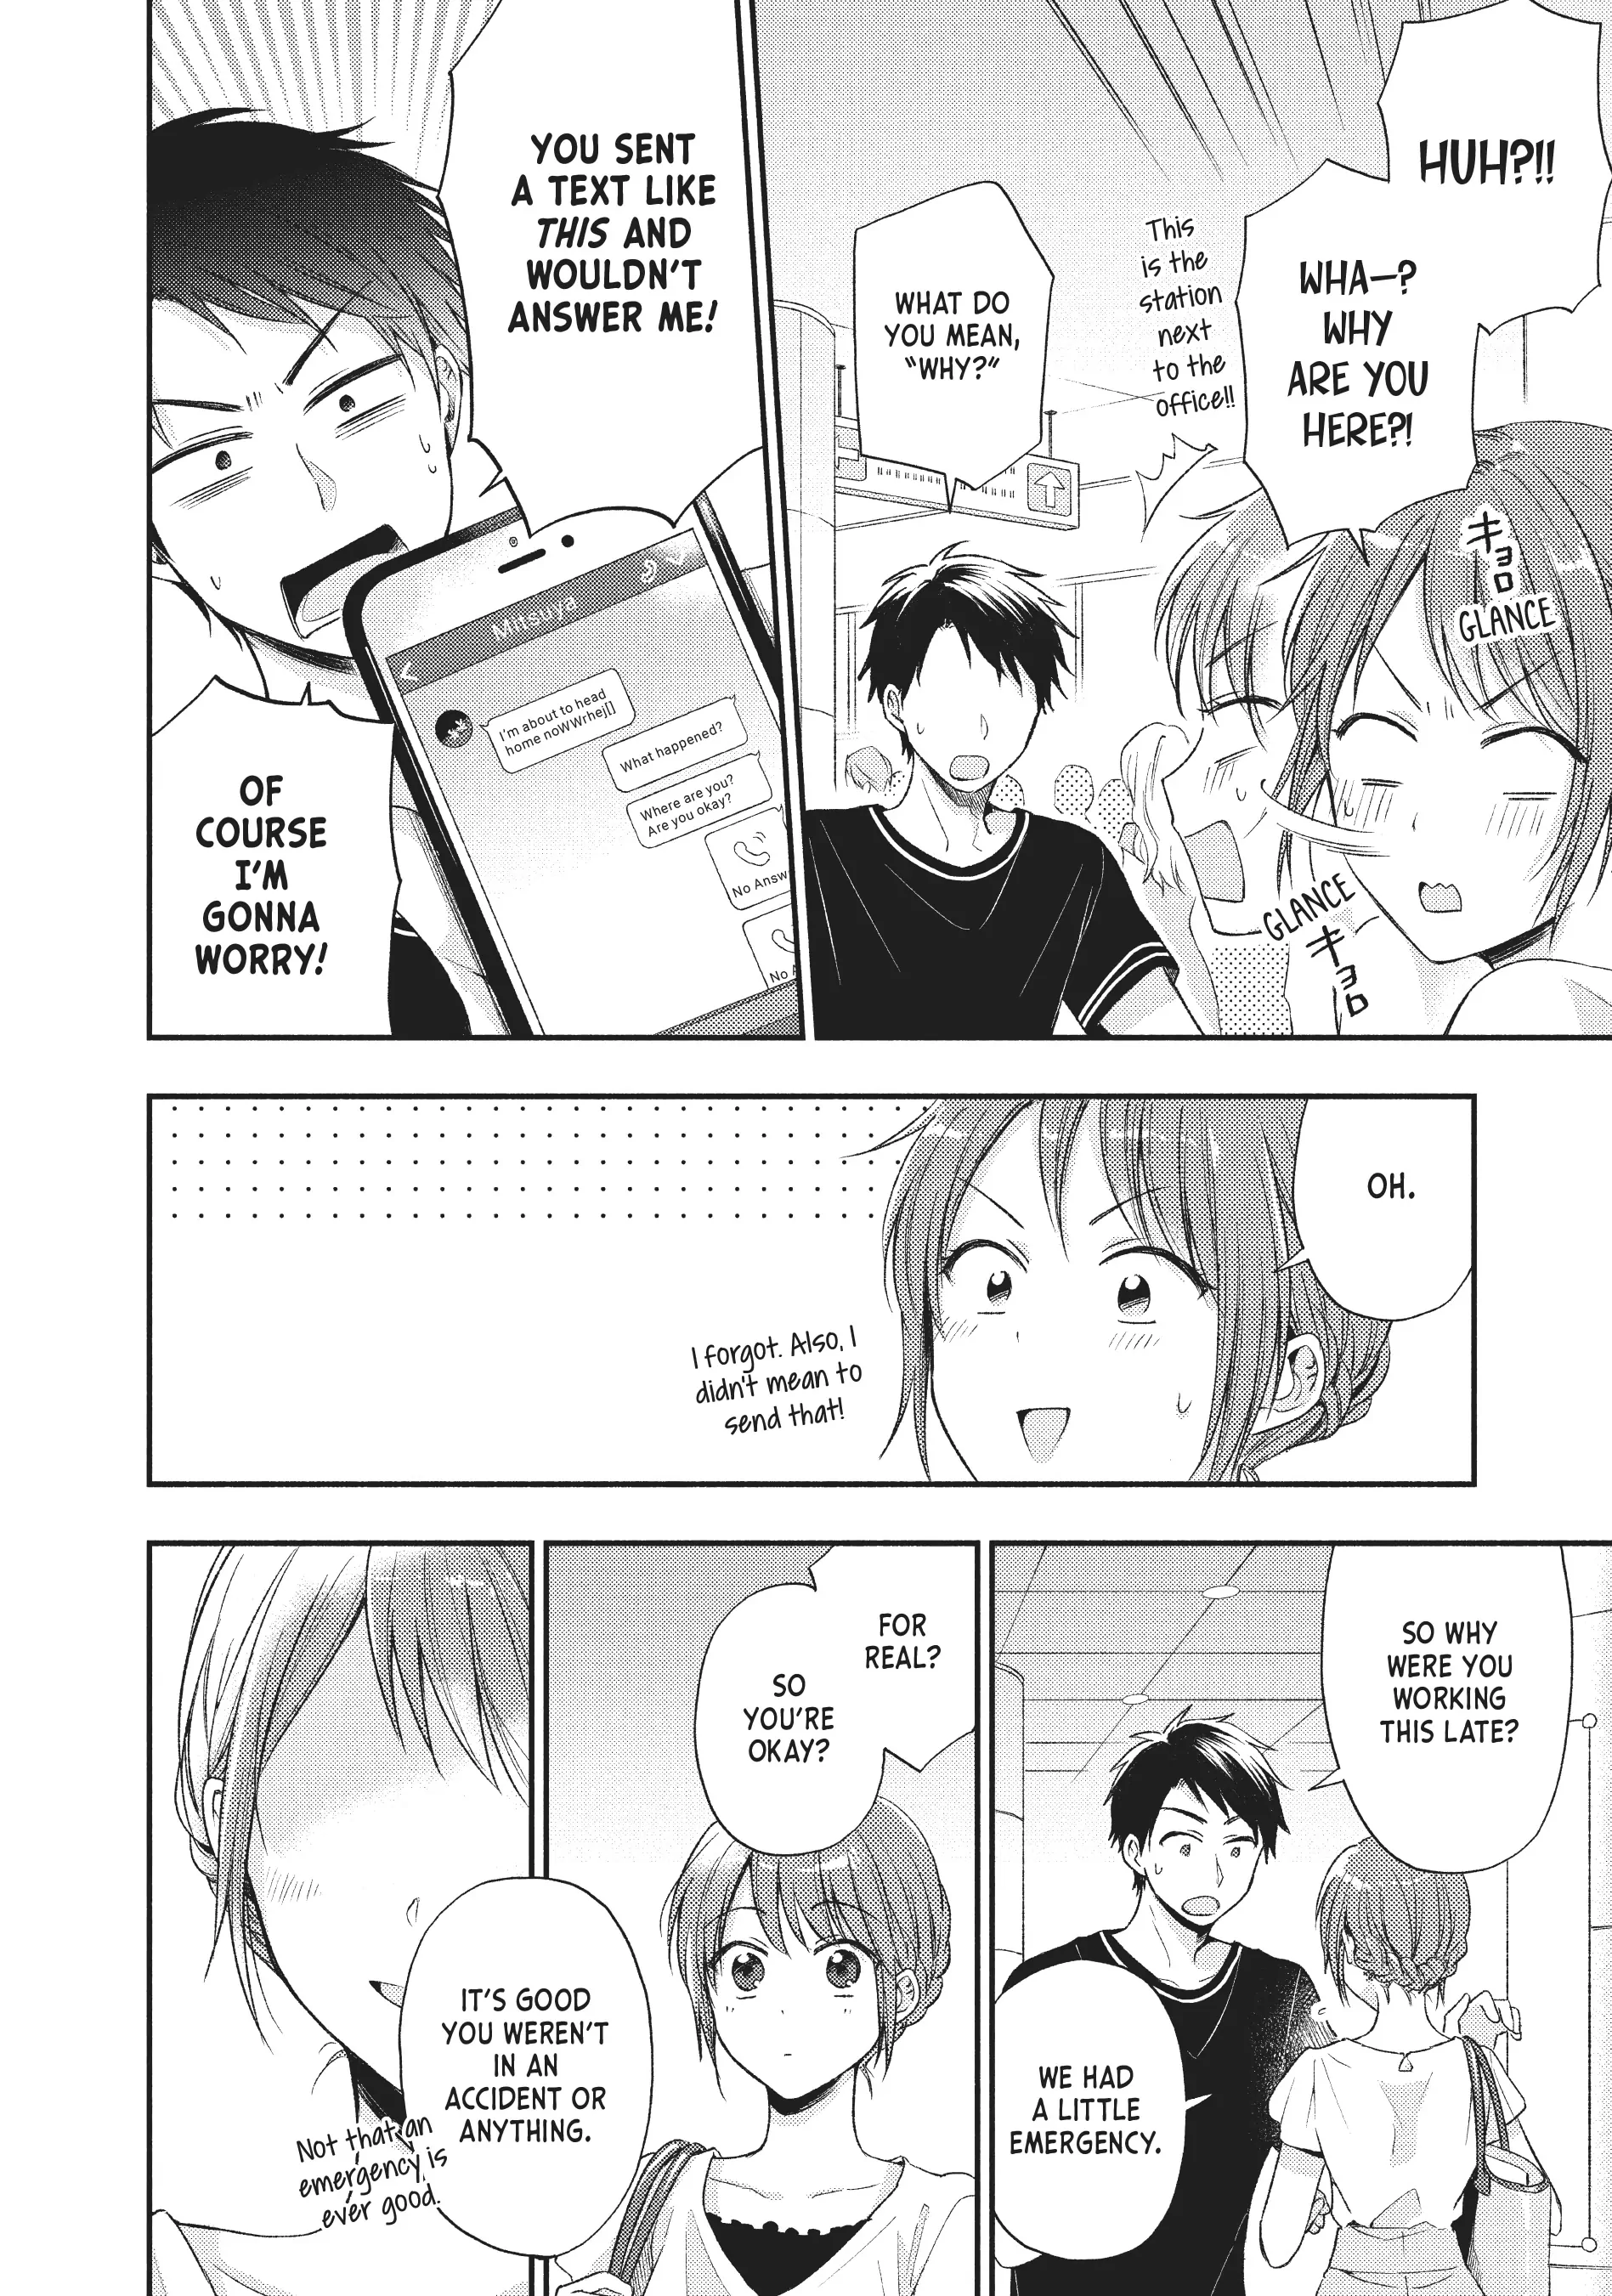 HUH?!!
WHA—?
WHY
ARE YOU
HERE?!
This
is the
station
next
to the
office!!
キョロ
GLANCE
GLANCE
キョロ
WHAT DO
YOU MEAN,
“WHY?”
YOU SENT
A TEXT LIKE
THIS AND
WOULDN’T
ANSWER ME!
Mitsuya
I'm about to head
home noWWrhej[]
What happened?
Where are you?
Are you okay?
No Answ
No A
OF
COURSE
I’M
GONNA
WORRY!
OH.
I forgot. Also, I
didn't mean to
send that!
SO WHY
WERE YOU
WORKING
THIS LATE?
WE HAD
A LITTLE
EMERGENCY.
FOR
REAL?
SO
YOU’RE
OKAY?
IT’S GOOD
YOU WEREN’T
IN AN
ACCIDENT OR
ANYTHING.
Not that an
emergency is
ever good.